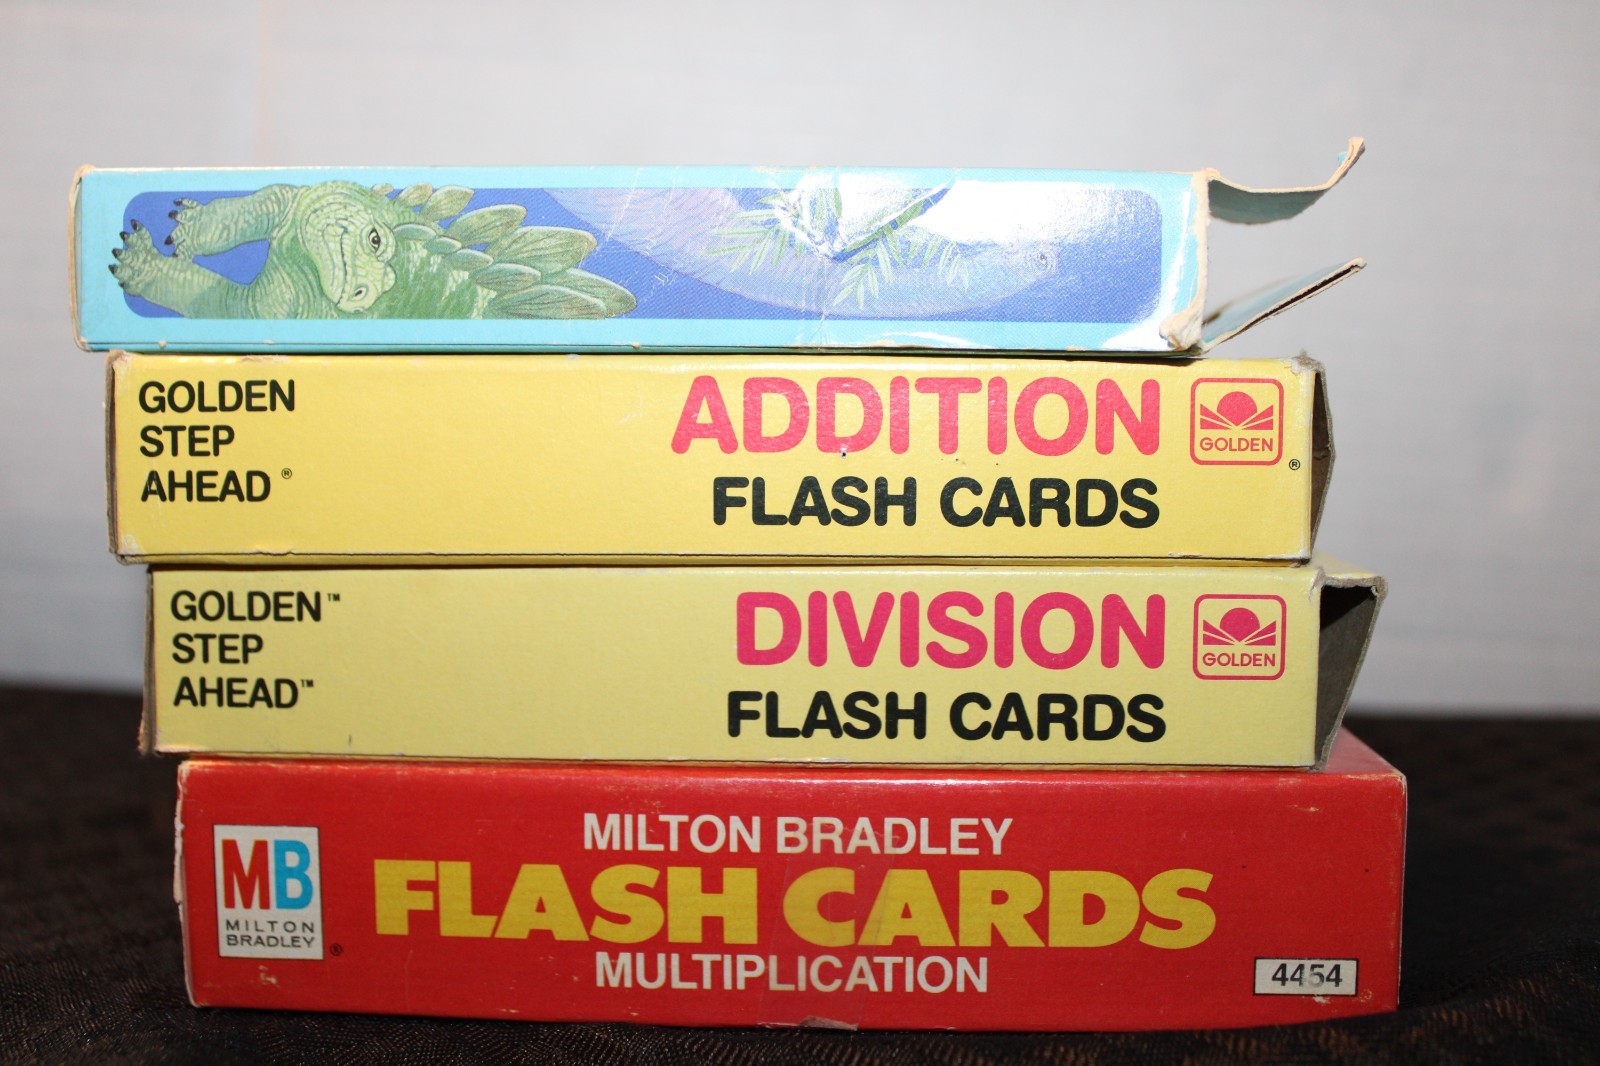 GOLDEN
STEP
AHEAD®
ADDITION
FLASH CARDS
GOLDEN
®
GOLDEN™
STEP
AHEAD™
DIVISION
FLASH CARDS
GOLDEN
MB
MILTON
BRADLEY
®
MILTON BRADLEY
FLASH CARDS
MULTIPLICATION
4454